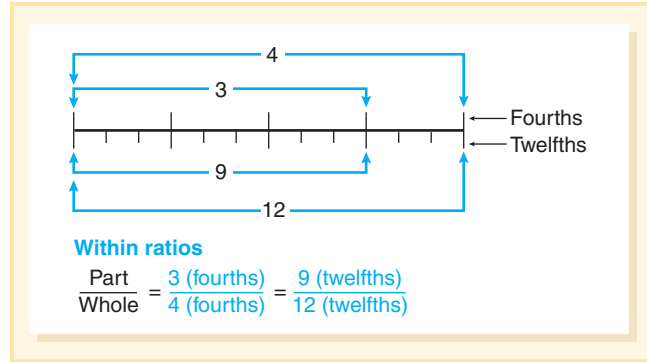 4
3
Fourths
Twelfths
9
12
Within ratios
Part / Whole = 3 (fourths) / 4 (fourths) = 9 (twelfths) / 12 (twelfths)